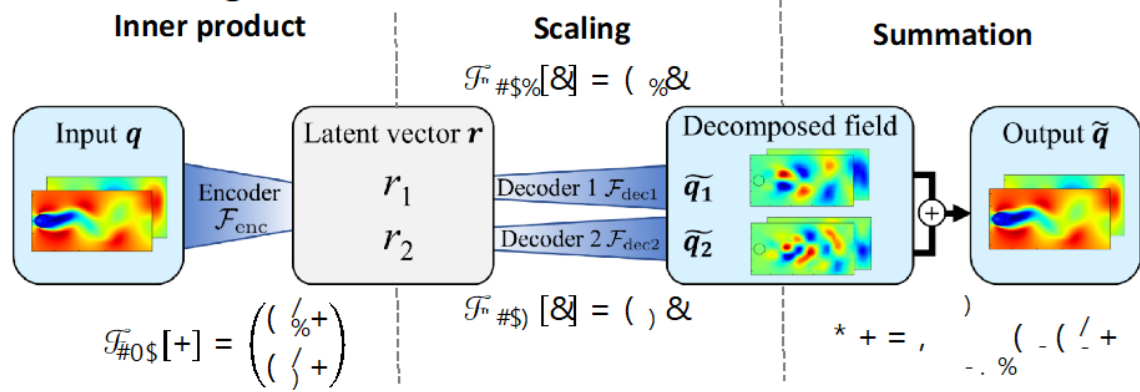 Inner product
Scaling
Summation
ℱ #$% [&] = ( % &
Input q
Latent vector r
Decomposed field
Output q̃
Encoder
ℱenc
r1
r2
Decoder 1 ℱdec1
Decoder 2 ℱdec2
q̃1
q̃2
+
ℱ #0$ [+] = ( ( / % + ( / ) + )
ℱ #$) [&] = ( ) &
* + = , ) - . % ( - ( / - +